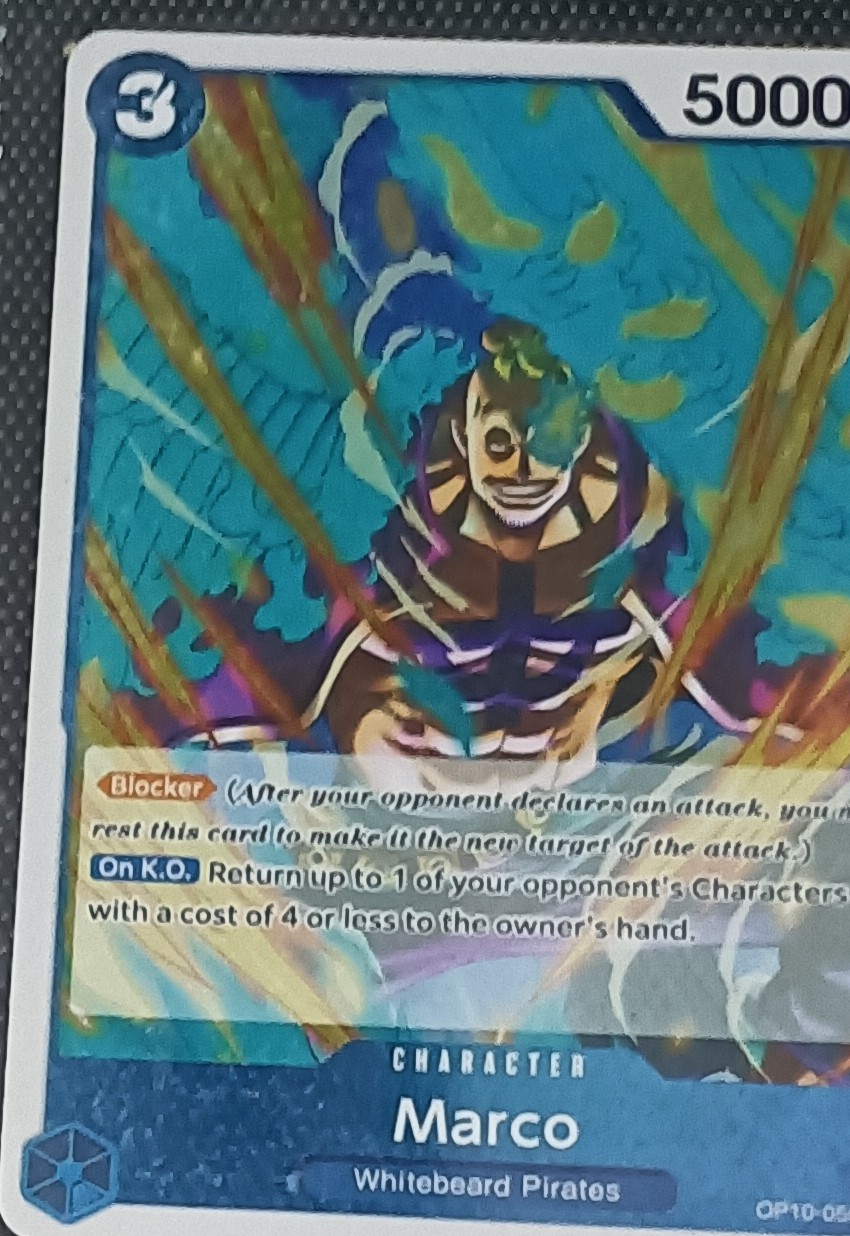 3
5000
Blocker (After your opponent declares an attack, you
rest this card to make it the new target of the attack.)
On K.O. Return up to 1 of your opponent's Characters
with a cost of 4 or less to the owner's hand.
CHARACTER
Marco
Whitebeard Pirates